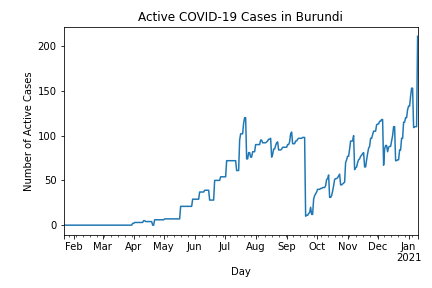 Active COVID-19 Cases in Burundi
Number of Active Cases
200
150
100
50
0
Feb Mar Apr May Jun Jul Aug Sep Oct Nov Dec Jan
2021
Day